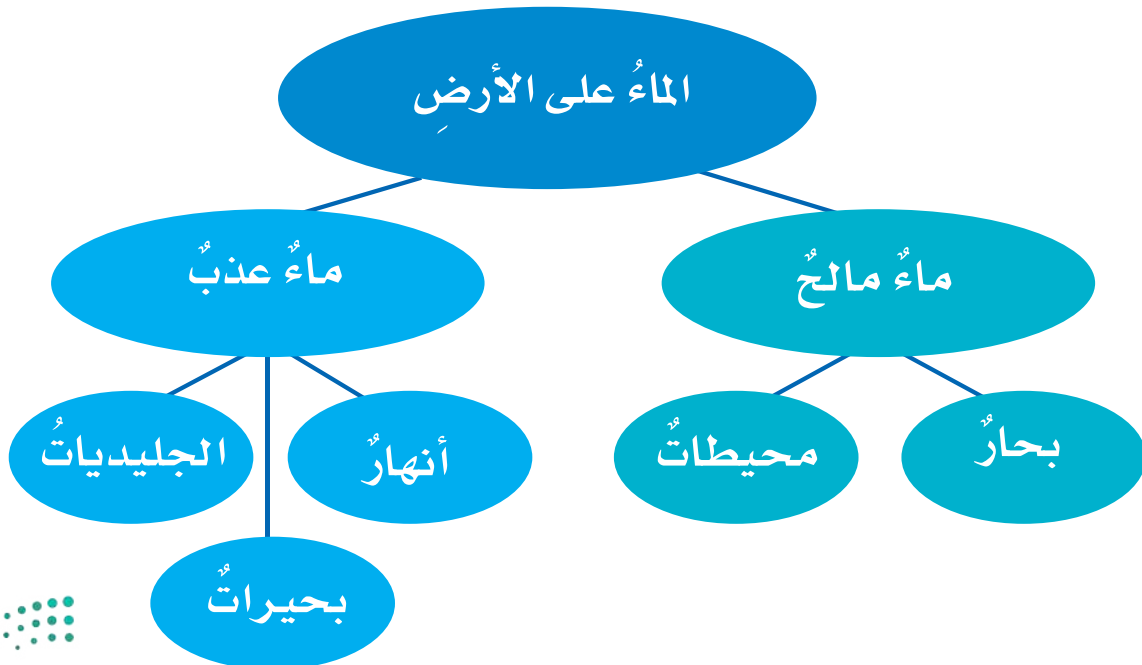 الماءُ على الأرضِ
ماءٌ مالحٌ
ماءٌ عذبٌ
بحارٌ
محيطاتٌ
أنهارٌ
الجليدياتُ
بحيراتٌ